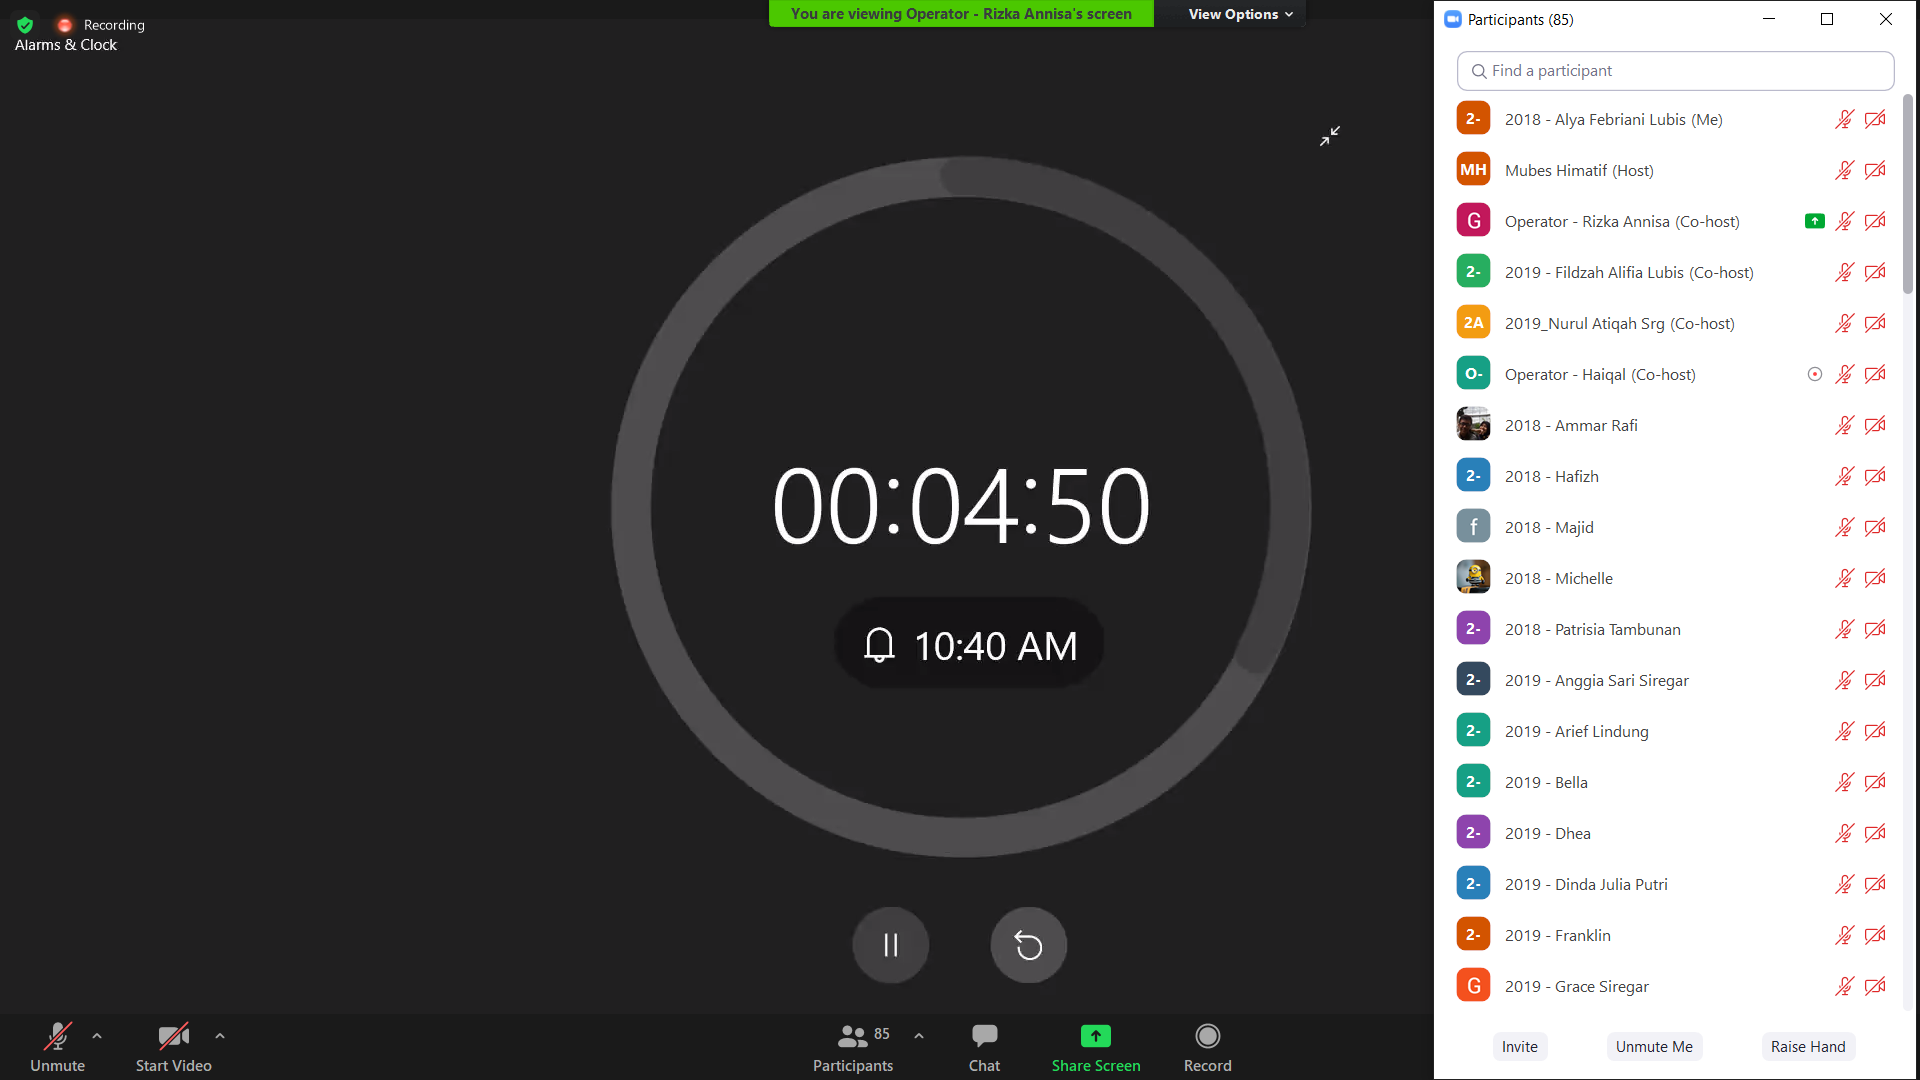 Recording
Alarms & Clock
You are viewing Operator - Rizka Annisa's screen
View Options
00:04:50
10:40 AM
Unmute
Start Video
85
Participants
Chat
Share Screen
Record
Participants (85)
Find a participant
2- 2018 - Alya Febriani Lubis (Me)
MH Mubes Himatif (Host)
G Operator - Rizka Annisa (Co-host)
2- 2019 - Fildzah Alifia Lubis (Co-host)
2A 2019_Nurul Atiqah Srg (Co-host)
O- Operator - Haiqal (Co-host)
2018 - Ammar Rafi
2- 2018 - Hafizh
f 2018 - Majid
2018 - Michelle
2- 2018 - Patrisia Tambunan
2- 2019 - Anggia Sari Siregar
2- 2019 - Arief Lindung
2- 2019 - Bella
2- 2019 - Dhea
2- 2019 - Dinda Julia Putri
2- 2019 - Franklin
G 2019 - Grace Siregar
Invite
Unmute Me
Raise Hand